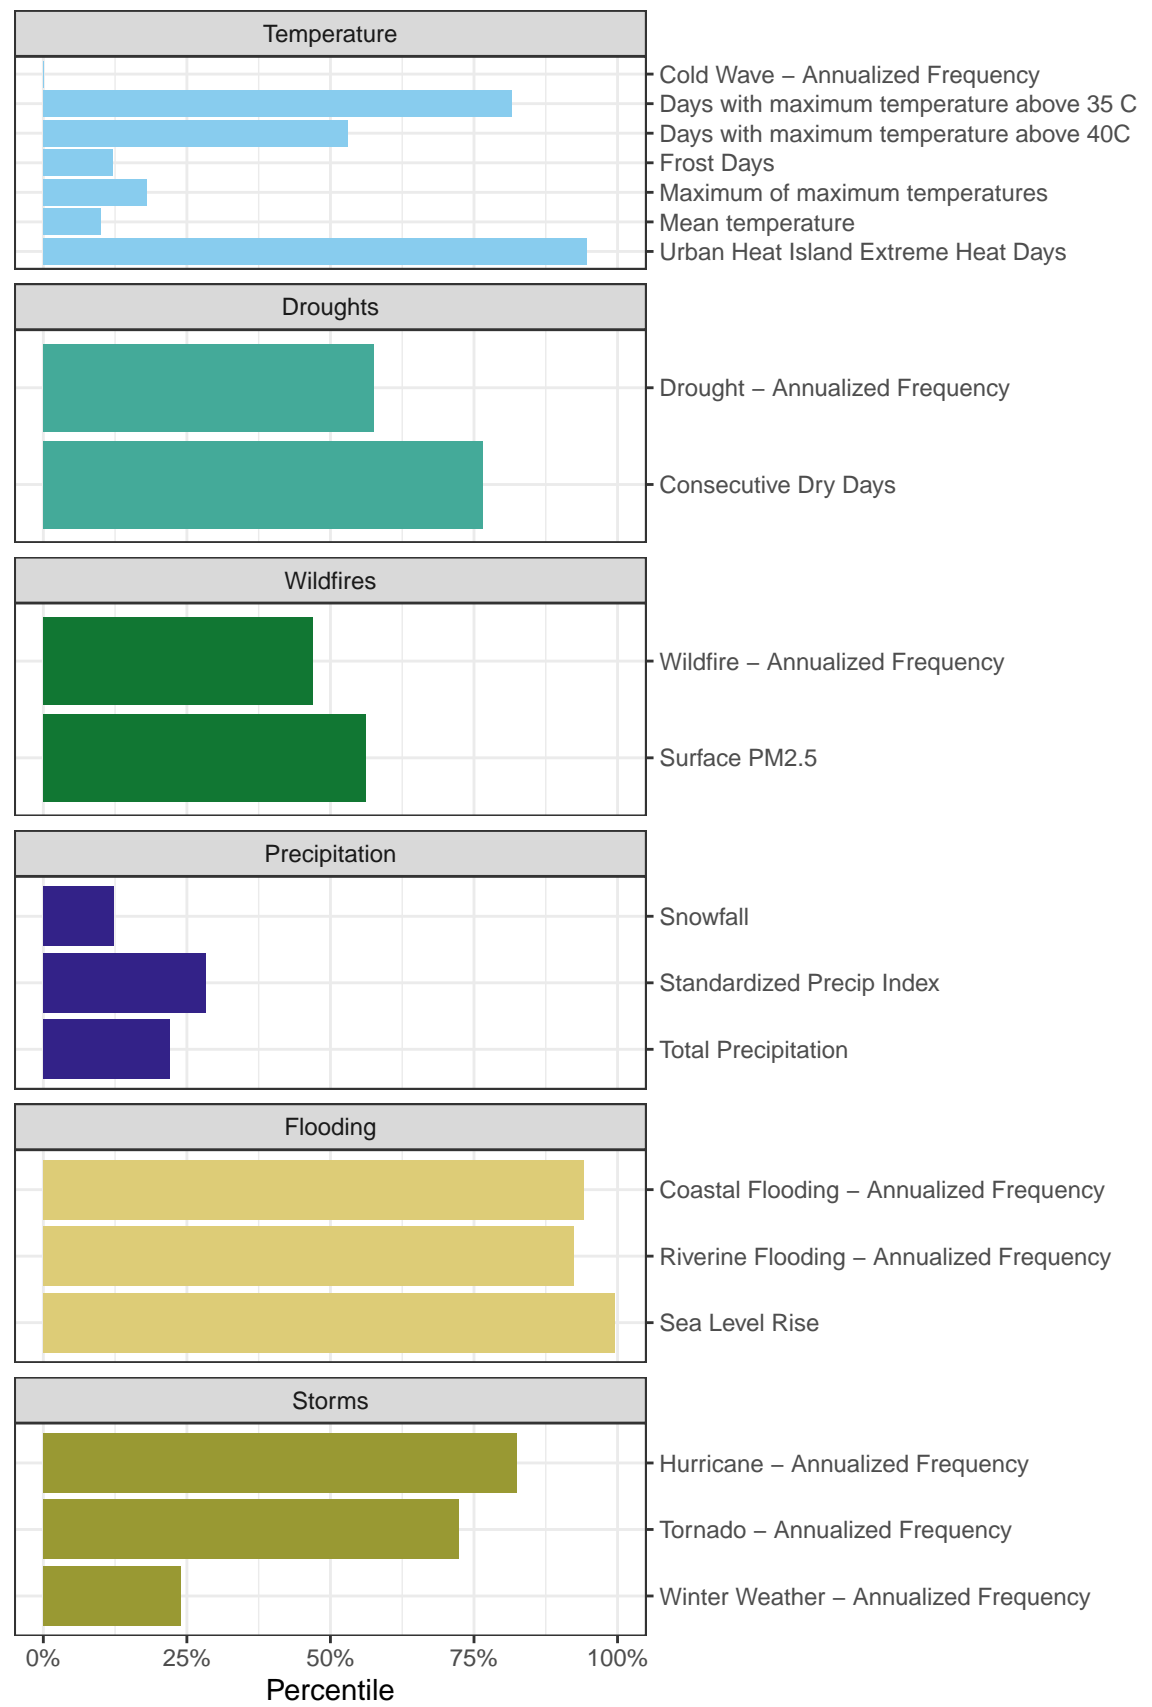 Temperature
Cold Wave – Annualized Frequency
Days with maximum temperature above 35 C
Days with maximum temperature above 40C
Frost Days
Maximum of maximum temperatures
Mean temperature
Urban Heat Island Extreme Heat Days
Droughts
Drought – Annualized Frequency
Consecutive Dry Days
Wildfires
Wildfire – Annualized Frequency
Surface PM2.5
Precipitation
Snowfall
Standardized Precip Index
Total Precipitation
Flooding
Coastal Flooding – Annualized Frequency
Riverine Flooding – Annualized Frequency
Sea Level Rise
Storms
Hurricane – Annualized Frequency
Tornado – Annualized Frequency
Winter Weather – Annualized Frequency
0% 25% 50% 75% 100%
Percentile